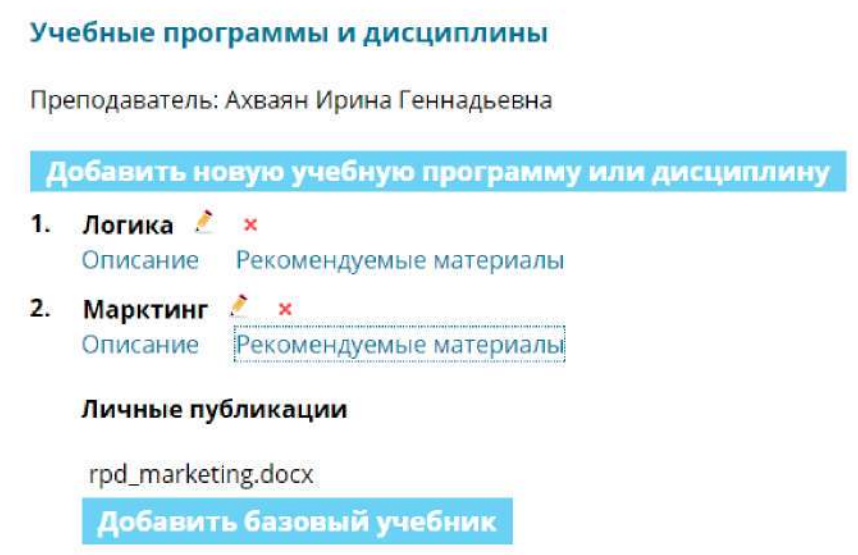 Учебные программы и дисциплины
Преподаватель: Ахваян Ирина Геннадьевна
Добавить новую учебную программу или дисциплину
1. Логика
Описание Рекомендуемые материалы
2. Марктинг
Описание Рекомендуемые материалы
Личные публикации
rpd_marketing.docx
Добавить базовый учебник